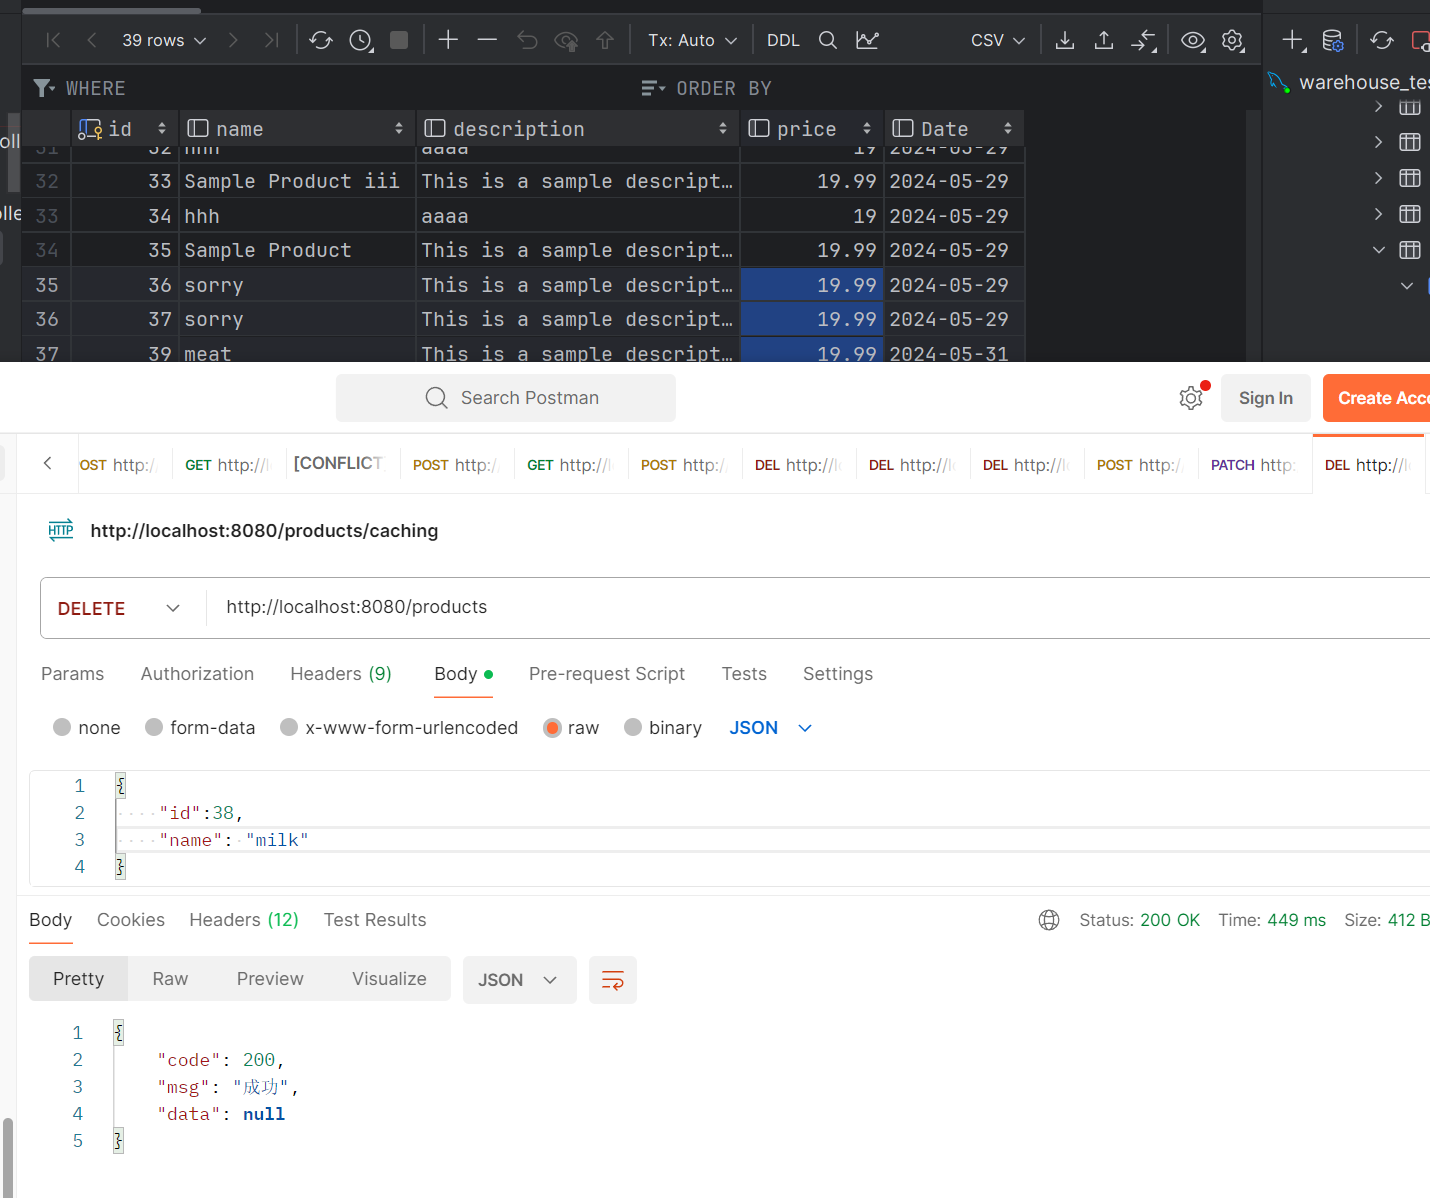 39 rows Tx: Auto DDL CSV
WHERE ORDER BY
warehouse_tes
id name description price Date
31 32 hhh aaaa 19 2024-05-29
32 33 Sample Product iii This is a sample descript… 19.99 2024-05-29
33 34 hhh aaaa 19 2024-05-29
34 35 Sample Product This is a sample descript… 19.99 2024-05-29
35 36 sorry This is a sample descript… 19.99 2024-05-29
36 37 sorry This is a sample descript… 19.99 2024-05-29
37 39 meat This is a sample descript… 19.99 2024-05-31
oll
olle
Search Postman Sign In Create Acco
OST http:/ GET http://l [CONFLICT POST http:/ GET http://l POST http:/ DEL http://lo DEL http://lo DEL http://lo POST http:/ PATCH http: DEL http://lo
HTTP http://localhost:8080/products/caching
DELETE http://localhost:8080/products
Params Authorization Headers (9) Body Pre-request Script Tests Settings
none form-data x-www-form-urlencoded raw binary JSON
1 {
2 "id":38,
3 "name": "milk"
4 }
Body Cookies Headers (12) Test Results Status: 200 OK Time: 449 ms Size: 412 B
Pretty Raw Preview Visualize JSON
1 {
2 "code": 200,
3 "msg": "成功",
4 "data": null
5 }